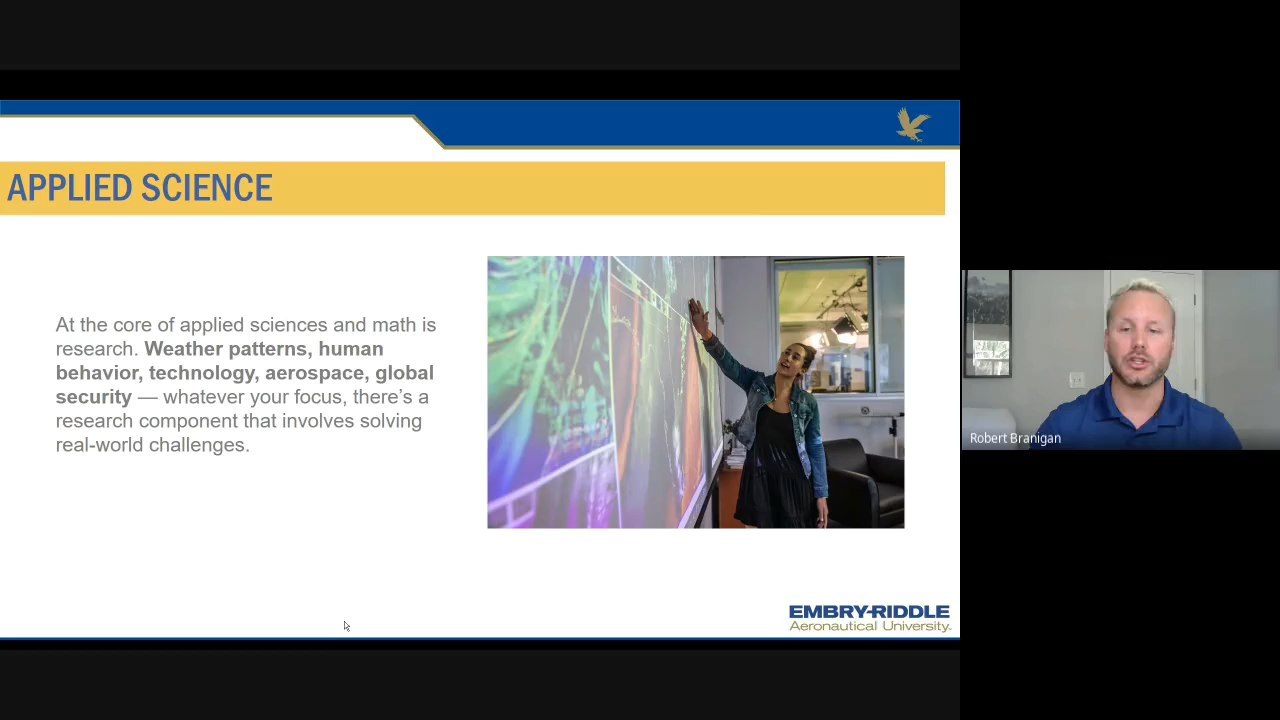 APPLIED SCIENCE
At the core of applied sciences and math is
research. Weather patterns, human
behavior, technology, aerospace, global
security — whatever your focus, there's a
research component that involves solving
real-world challenges.
EMBRY-RIDDLE
Aeronautical University.
Robert Branigan